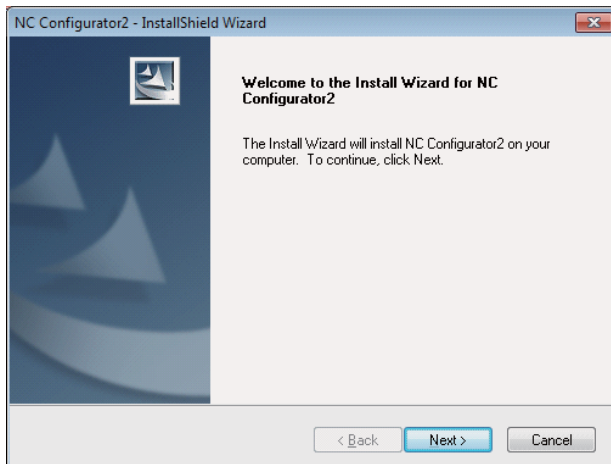 NC Configurator2 - InstallShield Wizard
Welcome to the Install Wizard for NC
Configurator2
The Install Wizard will install NC Configurator2 on your
computer. To continue, click Next.
< Back
Next >
Cancel